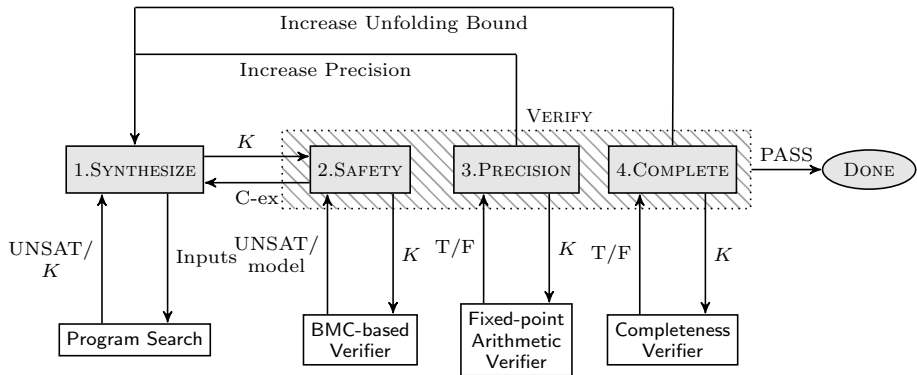 Increase Unfolding Bound
Increase Precision
VERIFY
K
PASS
1.SYNTHESIZE
2.SAFETY
3.PRECISION
4.COMPLETE
DONE
C-ex
UNSAT/
K
Inputs
UNSAT/
model
K
T/F
K
T/F
K
Program Search
BMC-based
Verifier
Fixed-point
Arithmetic
Verifier
Completeness
Verifier